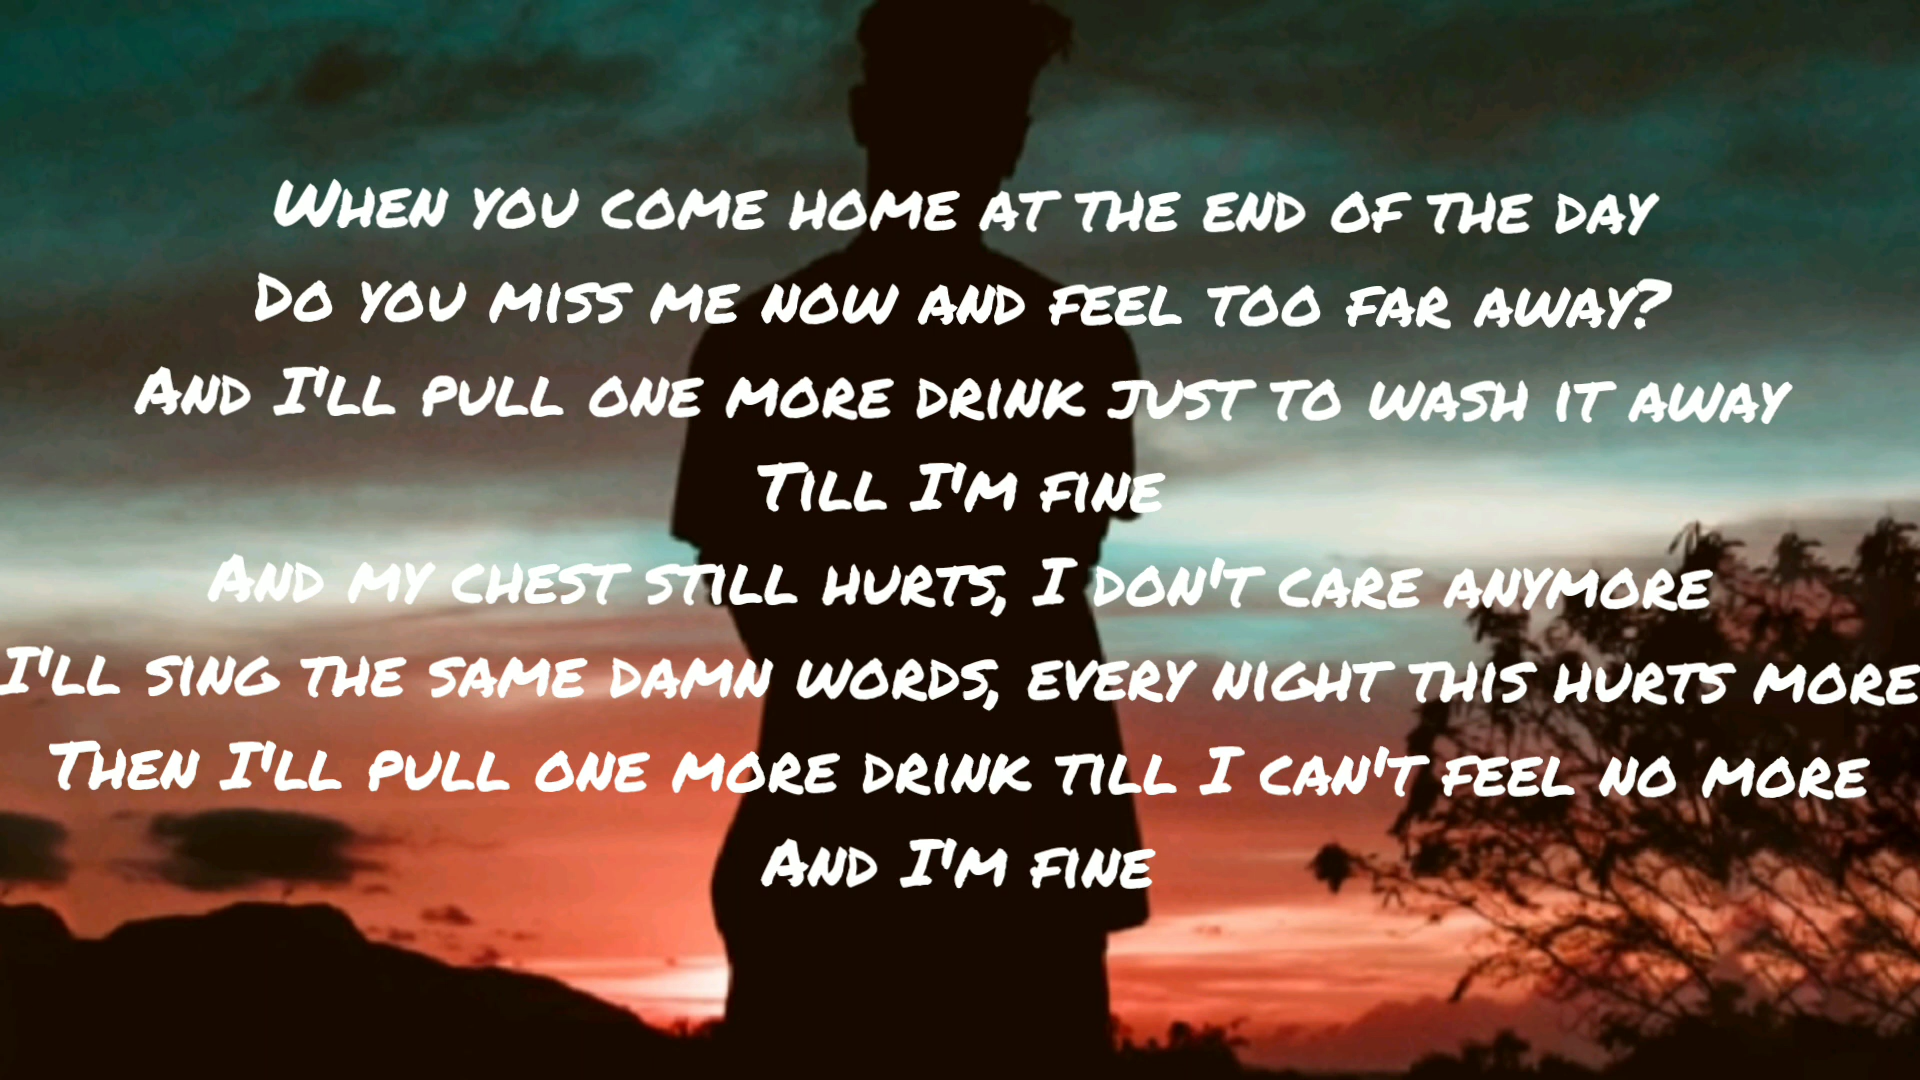 When you come home at the end of the day
Do you miss me now and feel too far away?
And I'll pull one more drink just to wash it away
Till I'm fine
And my chest still hurts, I don't care anymore
I'll sing the same damn words, every night this hurts more
Then I'll pull one more drink till I can't feel no more
And I'm fine